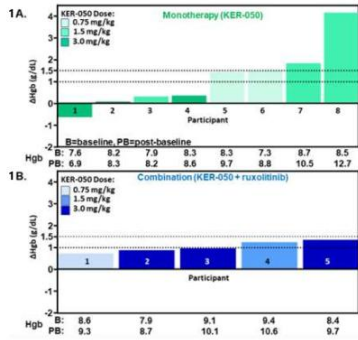 1A.
KER-050 Dose:
0.75 mg/kg
1.5 mg/kg
3.0 mg/kg
Monotherapy (KER-050)
ΔHgb (g/dL)
4
3
2
1.5
1
0
-1
-2
1 2 3 4 5 6 7 8
Participant
B=baseline, PB=post-baseline
Hgb
B: 7.6 8.2 7.9 8.3 8.3 7.3 8.7 8.5
PB: 6.9 8.3 8.2 8.6 9.7 8.8 10.5 12.7
1B.
KER-050 Dose:
0.75 mg/kg
1.5 mg/kg
3.0 mg/kg
Combination (KER-050 + ruxolitinib)
ΔHgb (g/dL)
4
3
2
1.5
1
0
-1
-2
1 2 3 4 5
Participant
Hgb
B: 8.6 7.9 9.1 9.4 8.4
PB: 9.3 8.7 10.1 10.6 9.7